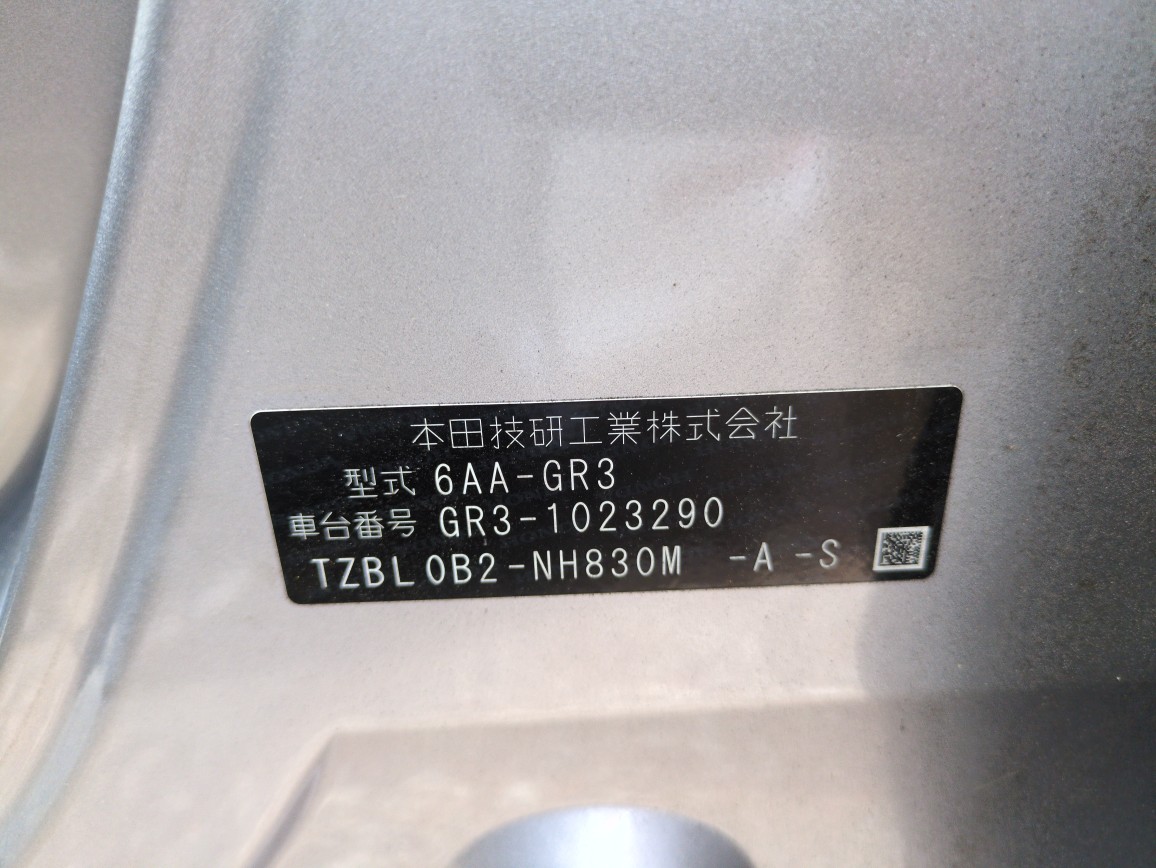 本田技研工業株式会社
型式 6AA-GR3
車台番号 GR3-1023290
TZBL0B2-NH830M -A -S